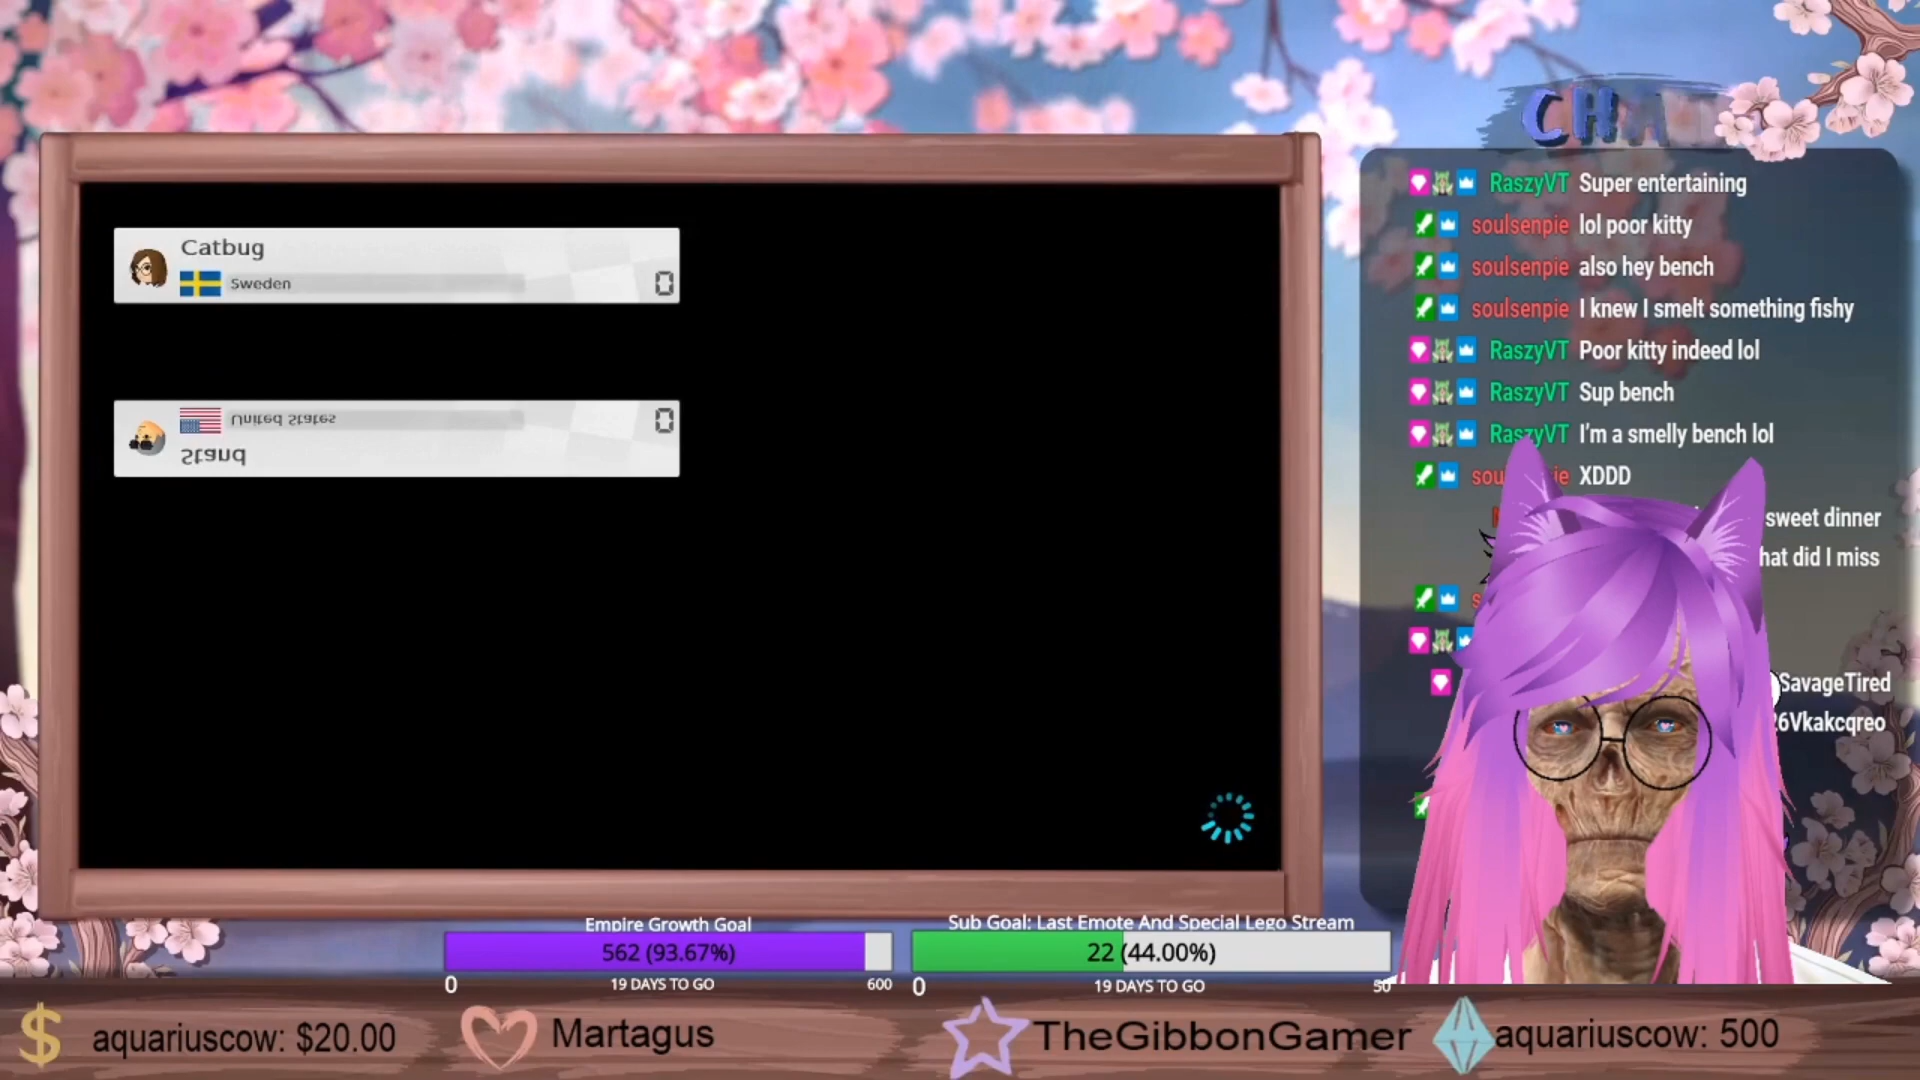 CHA
Catbug
Sweden
0
United States
0
Stand
RaszyVT Super entertaining
soulsenpie lol poor kitty
soulsenpie also hey bench
soulsenpie I knew I smelt something fishy
RaszyVT Poor kitty indeed lol
RaszyVT Sup bench
RaszyVT I'm a smelly bench lol
XDDD
sweet dinner
hat did I miss
SavageTired
6Vkakcqreo
Empire Growth Goal
562 (93.67%)
0 19 DAYS TO GO 600
Sub Goal: Last Emote And Special Lego Stream
22 (44.00%)
0 19 DAYS TO GO 50
$ aquariuscow: $20.00
Martagus
TheGibbonGamer
aquariuscow: 500